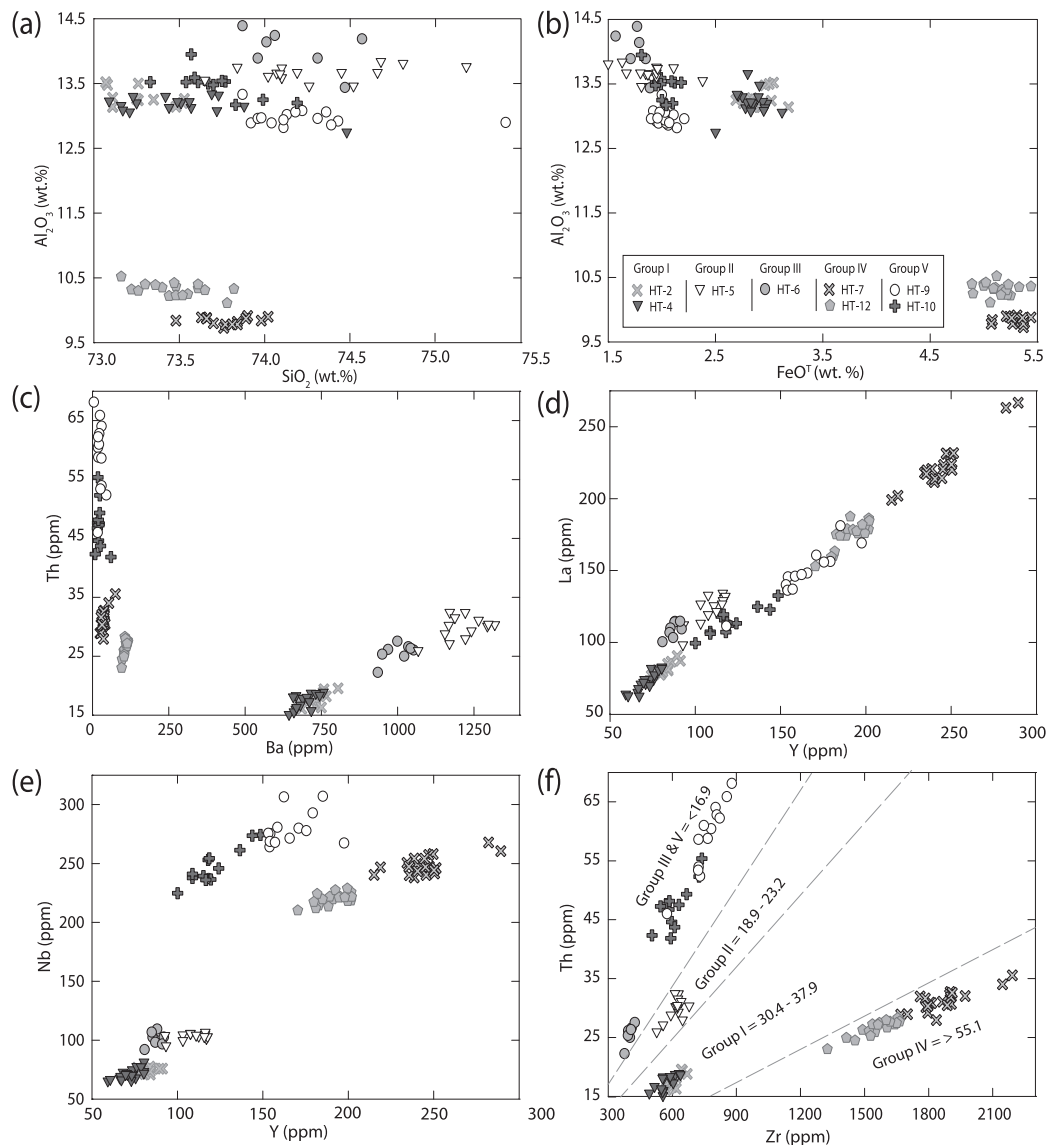 (a)
14.5
13.5
12.5
11.5
10.5
9.5
Al₂O₃ (wt.%)
73.0 73.5 74.0 74.5 75.0 75.5
SiO₂ (wt.%)
(b)
14.5
13.5
12.5
11.5
10.5
9.5
Al₂O₃ (wt.%)
Group I Group II Group III Group IV Group V
HT-2 HT-5 HT-6 HT-7 HT-9
HT-4 HT-12 HT-10
1.5 2.5 3.5 4.5 5.5
FeOᵀ (wt. %)
(c)
65
55
45
35
25
15
Th (ppm)
0 250 500 750 1000 1250
Ba (ppm)
(d)
250
200
150
100
50
La (ppm)
50 100 150 200 250 300
Y (ppm)
(e)
300
250
200
150
100
50
Nb (ppm)
50 100 150 200 250 300
Y (ppm)
(f)
65
55
45
35
25
15
Th (ppm)
Group III & V = <16.9
Group II = 18.9 - 23.2
Group I = 30.4 - 37.9
Group IV = > 55.1
300 600 900 1200 1500 1800 2100
Zr (ppm)